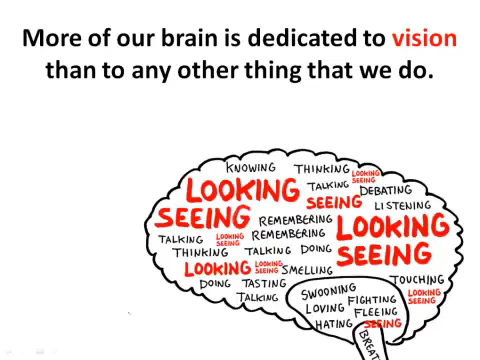 More of our brain is dedicated to vision
than to any other thing that we do.
KNOWING THINKING LOOKING
SEEING
LOOKING TALKING DEBATING
SEEING SEEING LISTENING
REMEMBERING LOOKING
TALKING LOOKING REMEMBERING SEEING
SEEING
THINKING TALKING DOING
LOOKING LOOKING SMELLING
SEEING
DOING TASTING TOUCHING
TALKING SWOONING LOOKING
SEEING
LOVING FIGHTING
FLEEING
HATING SEEING